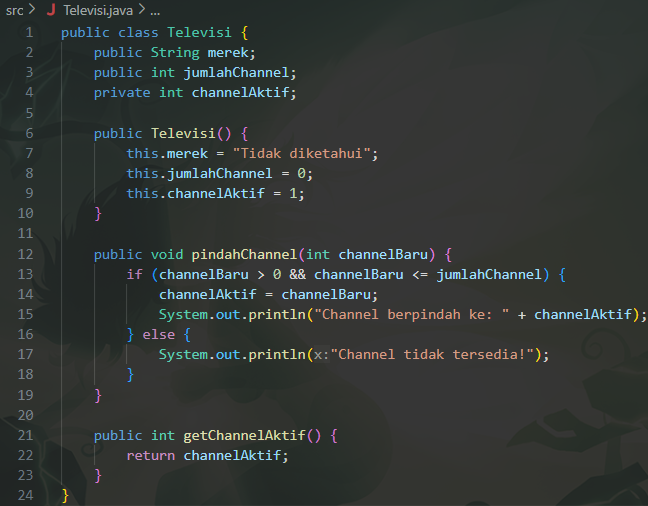 src > J Televisi.java > ...
1 public class Televisi {
2 public String merek;
3 public int jumlahChannel;
4 private int channelAktif;
5
6 public Televisi() {
7 this.merek = "Tidak diketahui";
8 this.jumlahChannel = 0;
9 this.channelAktif = 1;
10 }
11
12 public void pindahChannel(int channelBaru) {
13 if (channelBaru > 0 && channelBaru <= jumlahChannel) {
14 channelAktif = channelBaru;
15 System.out.println("Channel berpindah ke: " + channelAktif);
16 } else {
17 System.out.println(x:"Channel tidak tersedia!");
18 }
19 }
20
21 public int getChannelAktif() {
22 return channelAktif;
23 }
24 }